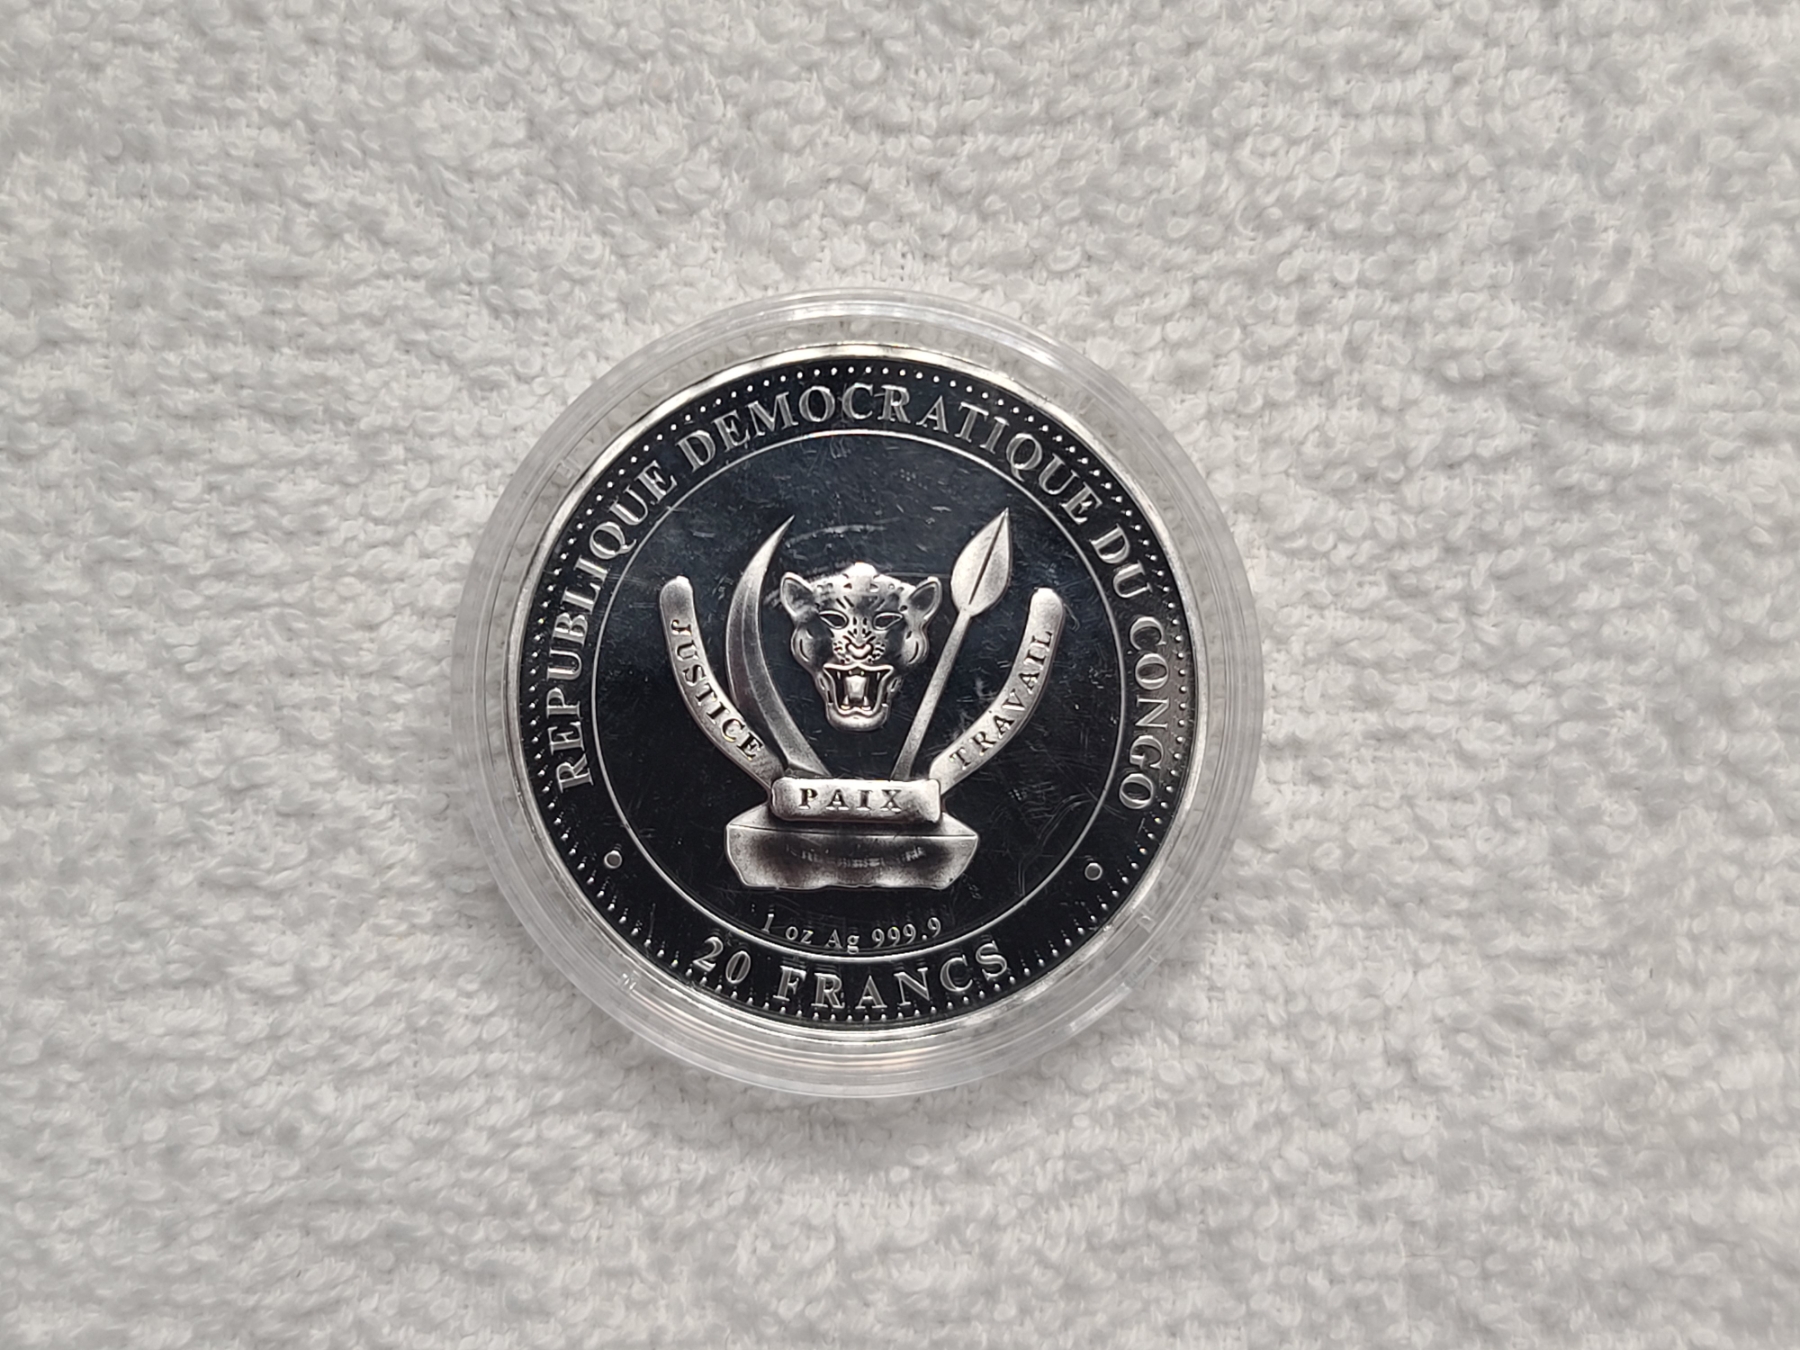 REPUBLIQUE DEMOCRATIQUE DU CONGO
JUSTICE
PAIX
TRAVAIL
1 oz Ag 999.9
20 FRANCS